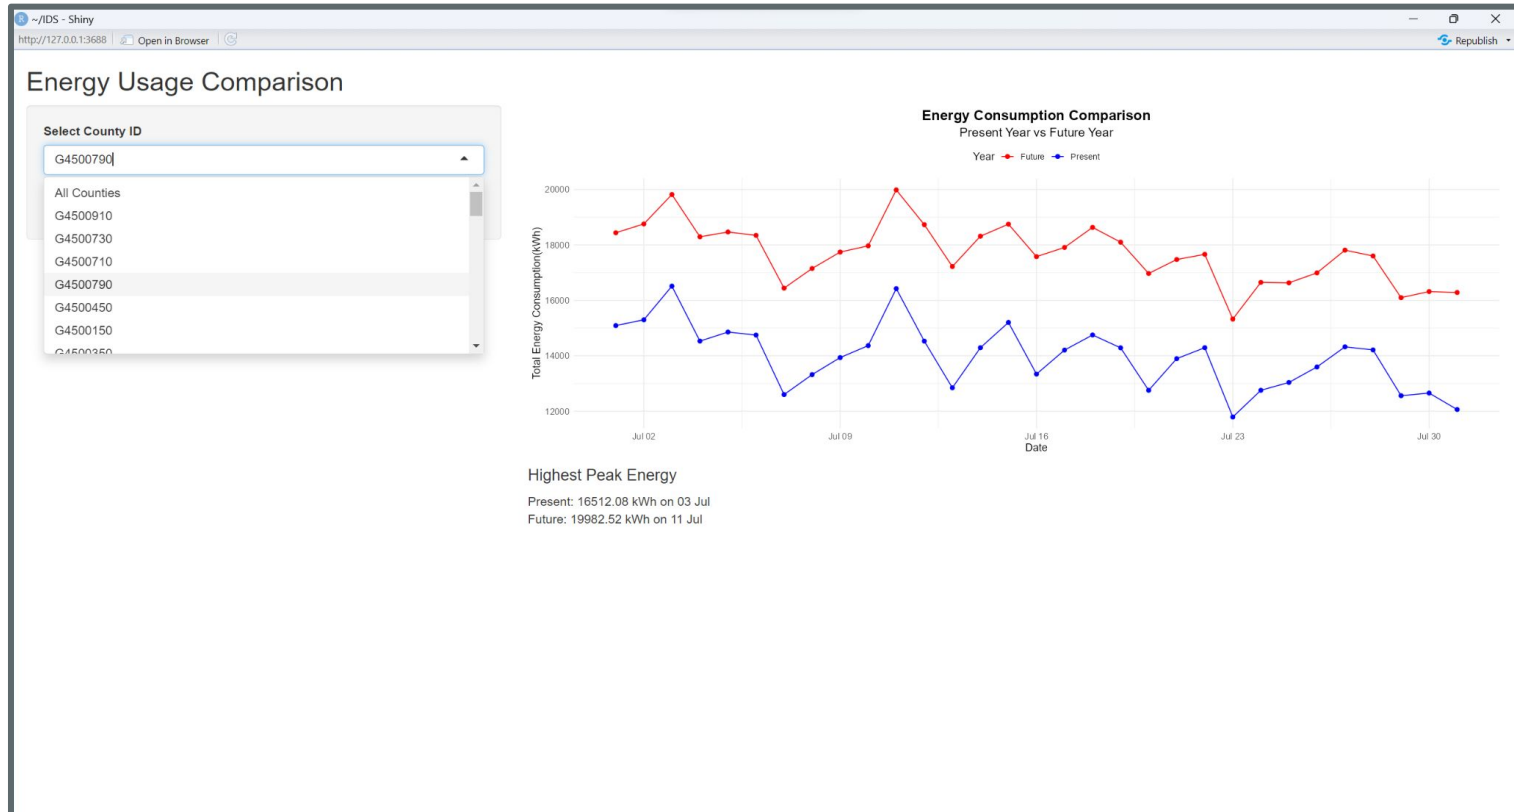 ~/IDS - Shiny
http://127.0.0.1:3688 Open in Browser Republish
Energy Usage Comparison
Select County ID
G4500790
All Counties
G4500910
G4500730
G4500710
G4500790
G4500450
G4500150
G4500350
Energy Consumption Comparison
Present Year vs Future Year
Year Future Present
Total Energy Consumption(kWh)
20000
18000
16000
14000
12000
Jul 02 Jul 09 Jul 16 Jul 23 Jul 30
Date
Highest Peak Energy
Present: 16512.08 kWh on 03 Jul
Future: 19982.52 kWh on 11 Jul